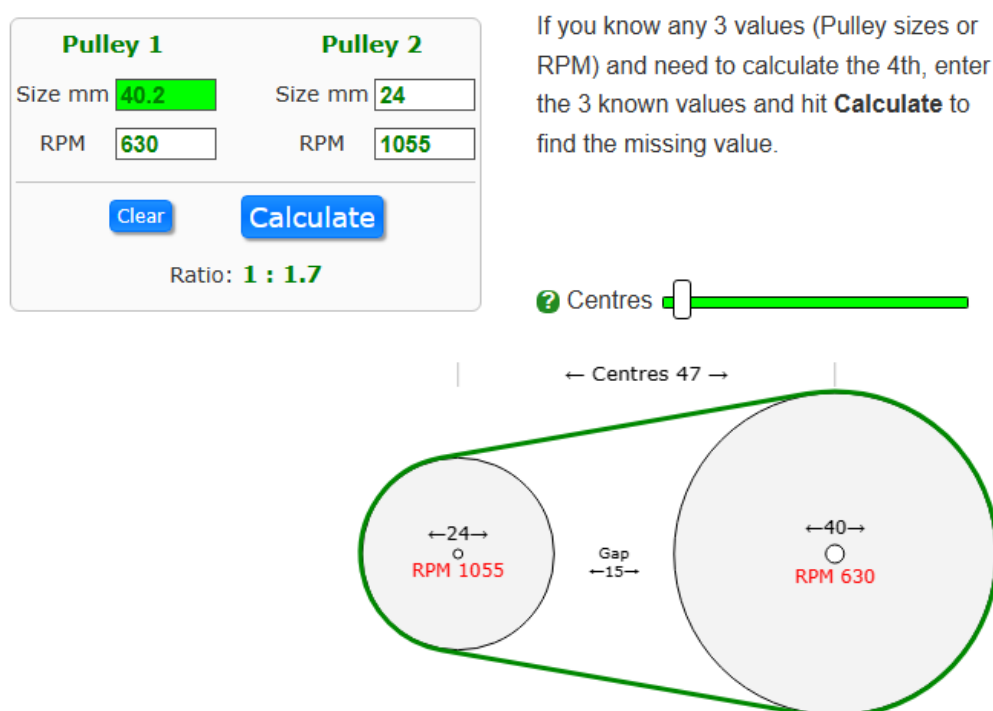 Pulley 1 Pulley 2
Size mm 40.2 Size mm 24
RPM 630 RPM 1055
Clear Calculate
Ratio: 1 : 1.7
If you know any 3 values (Pulley sizes or
RPM) and need to calculate the 4th, enter
the 3 known values and hit Calculate to
find the missing value.
? Centres
← Centres 47 →
←24→
RPM 1055
Gap
←15→
←40→
RPM 630